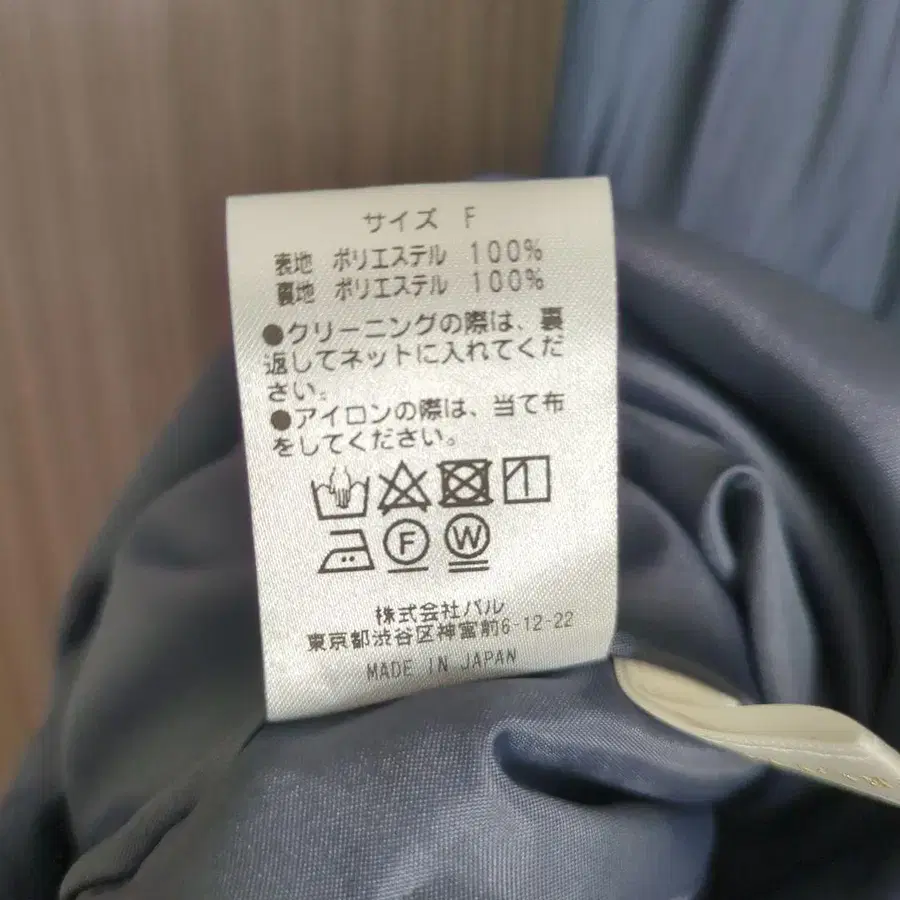 サイズ F
表地 ポリエステル 100%
裏地 ポリエステル 100%
●クリーニングの際は、裏
返してネットに入れてくだ
さい。
●アイロンの際は、当て布
をしてください。
F W
株式会社パル
東京都渋谷区神宮前6-12-22
MADE IN JAPAN